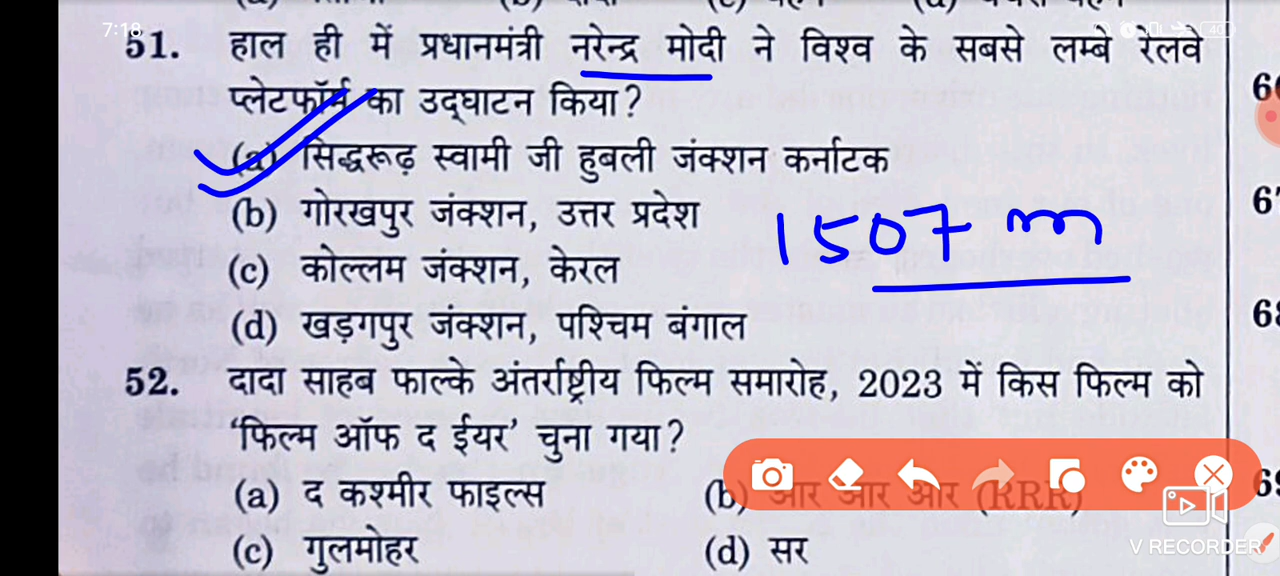 7:18
51. हाल ही में प्रधानमंत्री नरेन्द्र मोदी ने विश्व के सबसे लम्बे रेलवे
प्लेटफॉर्म का उद्घाटन किया?
(a) सिद्धरूढ़ स्वामी जी हुबली जंक्शन कर्नाटक
(b) गोरखपुर जंक्शन, उत्तर प्रदेश
1507 m
(c) कोल्लम जंक्शन, केरल
(d) खड़गपुर जंक्शन, पश्चिम बंगाल
52. दादा साहब फाल्के अंतर्राष्ट्रीय फिल्म समारोह, 2023 में किस फिल्म को
'फिल्म ऑफ द ईयर' चुना गया?
(a) द कश्मीर फाइल्स (b) आर आर आर (RRR)
(c) गुलमोहर (d) सर
V RECORDER